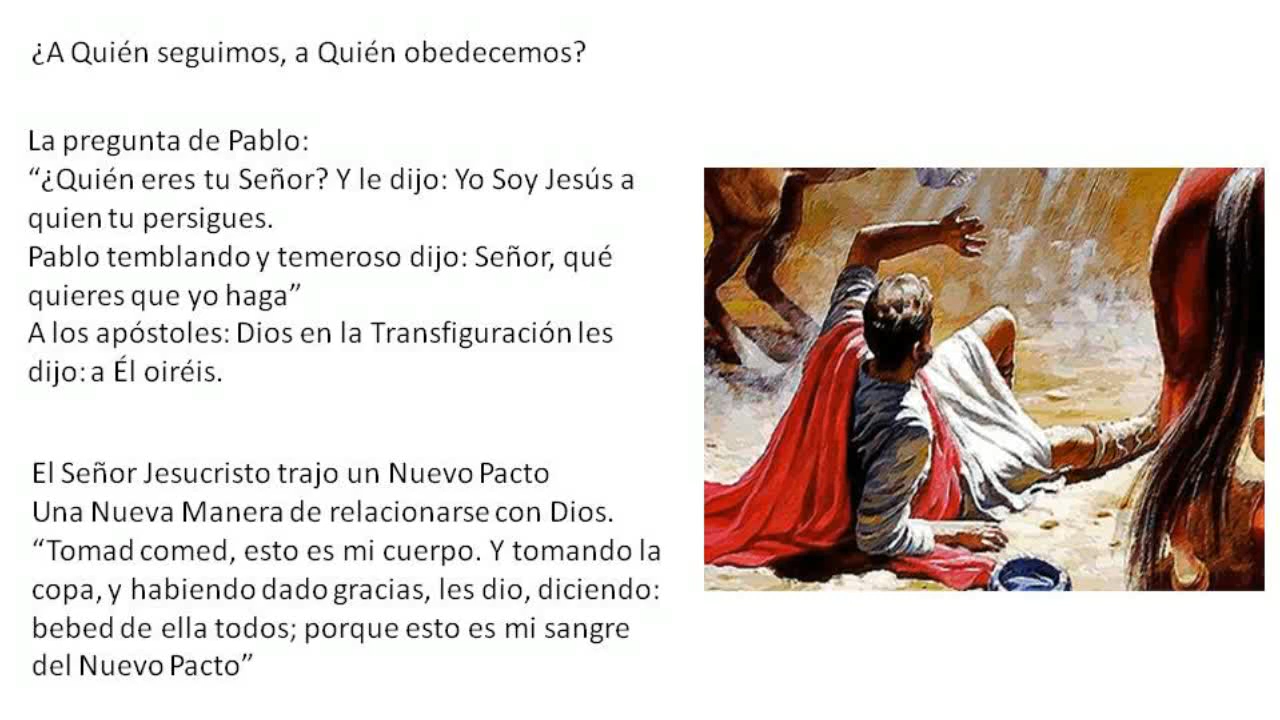 ¿A Quién seguimos, a Quién obedecemos?
La pregunta de Pablo:
“¿Quién eres tu Señor? Y le dijo: Yo Soy Jesús a
quien tu persigues.
Pablo temblando y temeroso dijo: Señor, qué
quieres que yo haga”
A los apóstoles: Dios en la Transfiguración les
dijo: a Él oiréis.
El Señor Jesucristo trajo un Nuevo Pacto
Una Nueva Manera de relacionarse con Dios.
“Tomad comed, esto es mi cuerpo. Y tomando la
copa, y habiendo dado gracias, les dio, diciendo:
bebed de ella todos; porque esto es mi sangre
del Nuevo Pacto”